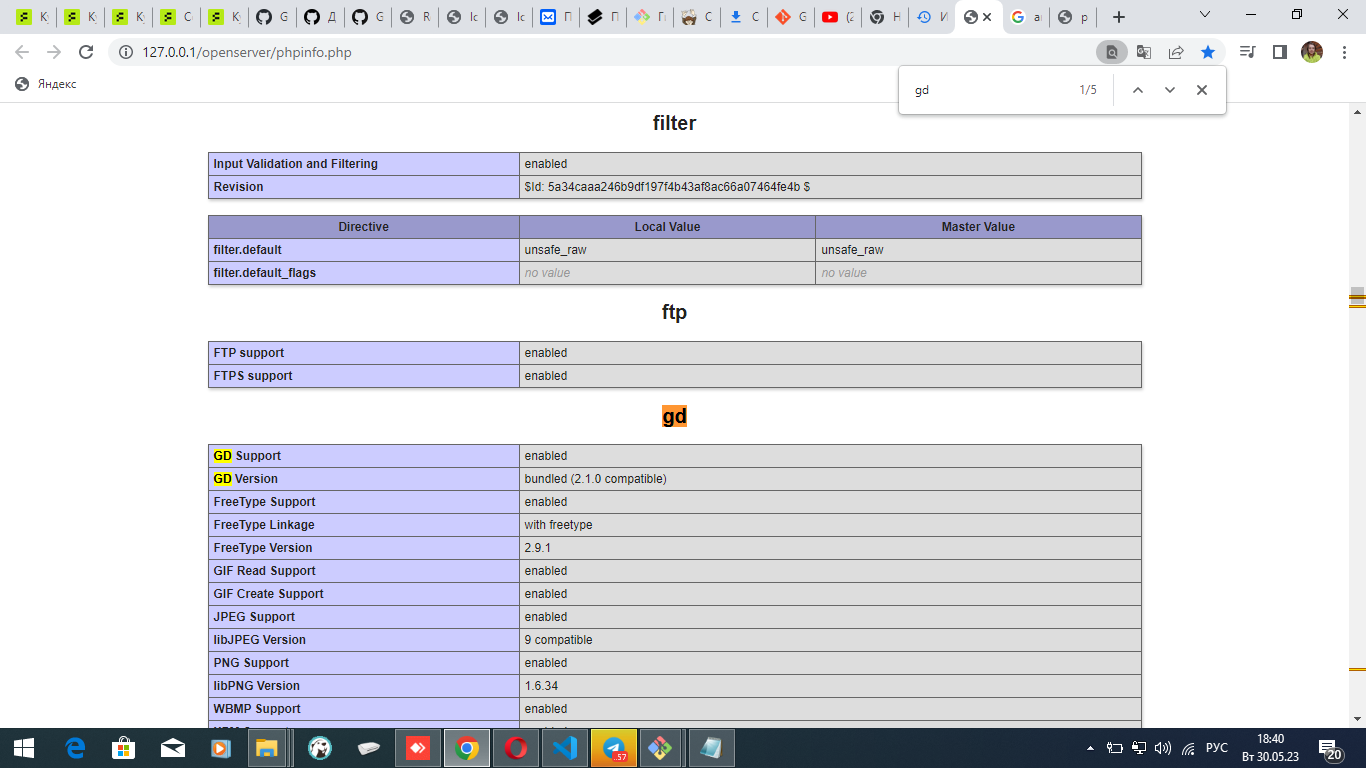 К
К
К
С
К
G
Д
G
R
Ic
Ic
П
П
Гі
С
С
G
(2
Н
И
аі
р
127.0.0.1/openserver/phpinfo.php
Яндекс
gd 1/5
filter
Input Validation and Filtering enabled
Revision $Id: 5a34caaa246b9df197f4b43af8ac66a07464fe4b $
Directive Local Value Master Value
filter.default unsafe_raw unsafe_raw
filter.default_flags no value no value
ftp
FTP support enabled
FTPS support enabled
gd
GD Support enabled
GD Version bundled (2.1.0 compatible)
FreeType Support enabled
FreeType Linkage with freetype
FreeType Version 2.9.1
GIF Read Support enabled
GIF Create Support enabled
JPEG Support enabled
libJPEG Version 9 compatible
PNG Support enabled
libPNG Version 1.6.34
WBMP Support enabled
.57
РУС
18:40
Вт 30.05.23
20